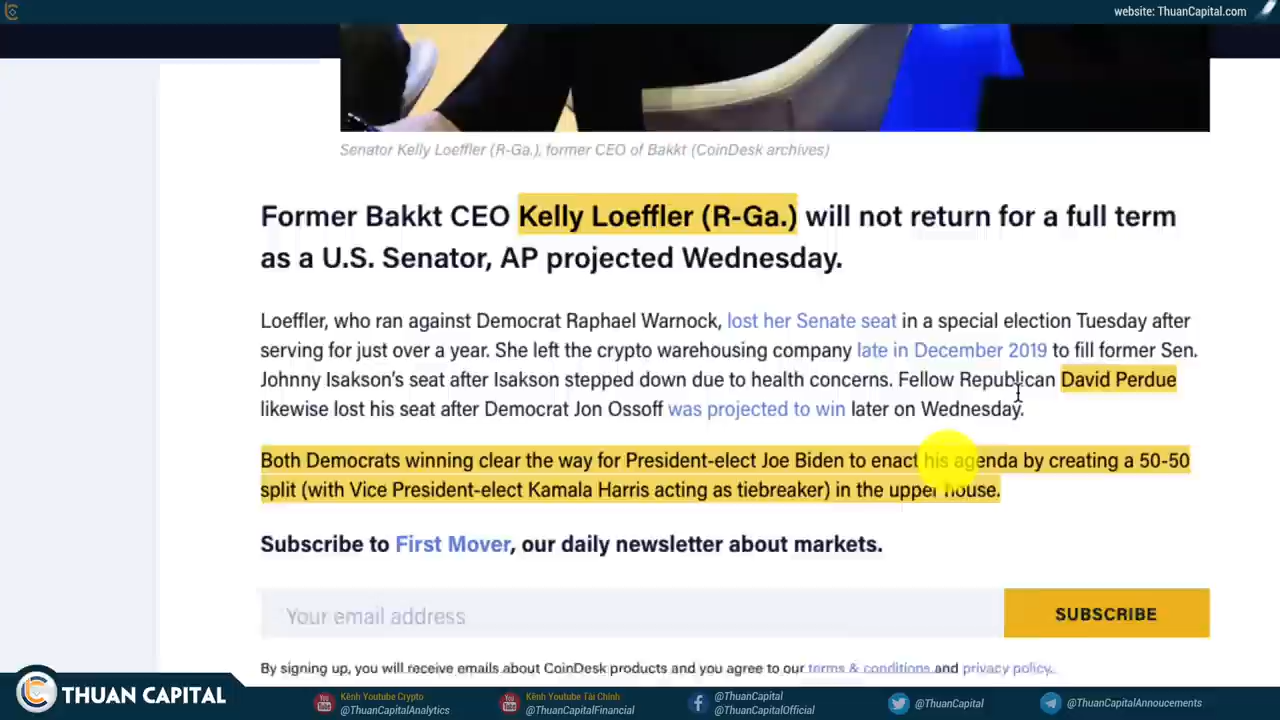 website: ThuanCapital.com
Senator Kelly Loeffler (R-Ga.), former CEO of Bakkt (CoinDesk archives)
Former Bakkt CEO Kelly Loeffler (R-Ga.) will not return for a full term
as a U.S. Senator, AP projected Wednesday.
Loeffler, who ran against Democrat Raphael Warnock, lost her Senate seat in a special election Tuesday after
serving for just over a year. She left the crypto warehousing company late in December 2019 to fill former Sen.
Johnny Isakson's seat after Isakson stepped down due to health concerns. Fellow Republican David Perdue
likewise lost his seat after Democrat Jon Ossoff was projected to win later on Wednesday.
Both Democrats winning clear the way for President-elect Joe Biden to enact his agenda by creating a 50-50
split (with Vice President-elect Kamala Harris acting as tiebreaker) in the upper house.
Subscribe to First Mover, our daily newsletter about markets.
Your email address
SUBSCRIBE
By signing up, you will receive emails about CoinDesk products and you agree to our terms & conditions and privacy policy.
THUAN CAPITAL
Kênh Youtube Crypto
@ThuanCapitalAnalytics
Kênh Youtube Tài Chính
@ThuanCapitalFinancial
@ThuanCapital
@ThuanCapitalOfficial
@ThuanCapital
@ThuanCapitalAnnoucements